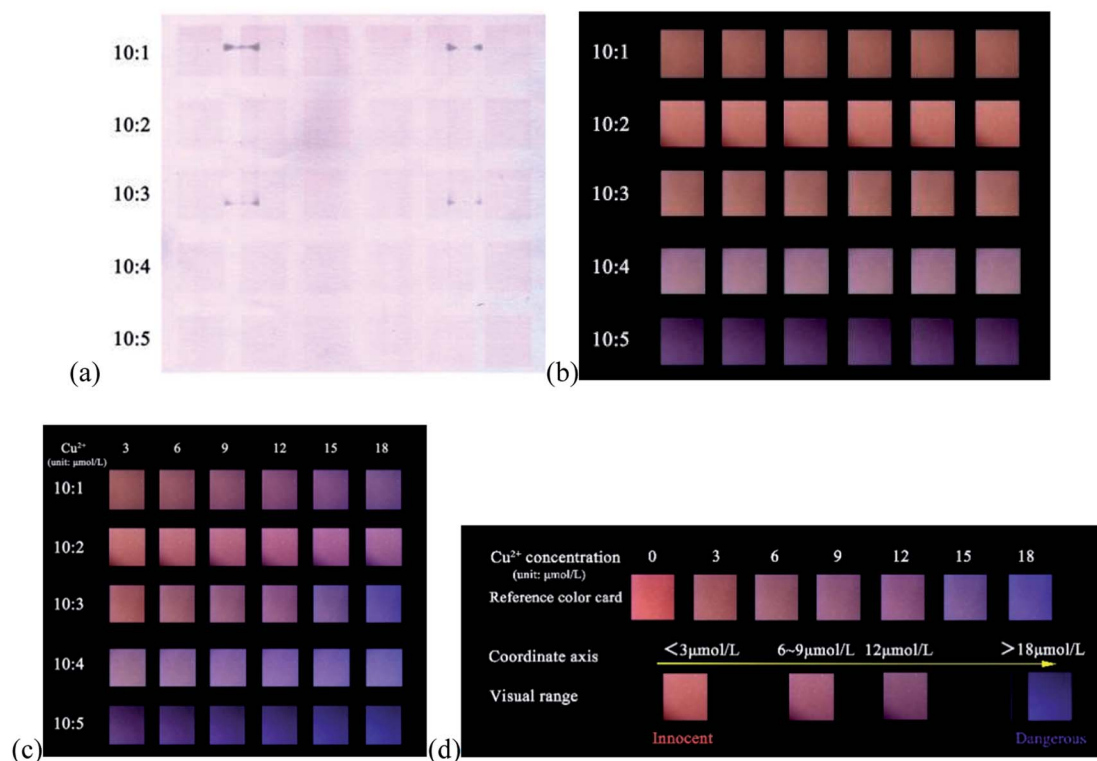 10:1
10:2
10:3
10:4
10:5
(a)
10:1
10:2
10:3
10:4
10:5
(b)
Cu²⁺ 3 6 9 12 15 18
(unit: μmol/L)
10:1
10:2
10:3
10:4
10:5
(c)
Cu²⁺ concentration 0 3 6 9 12 15 18
(unit: μmol/L)
Reference color card
<3μmol/L 6~9μmol/L 12μmol/L >18μmol/L
Coordinate axis
Visual range
Innocent Dangerous
(d)